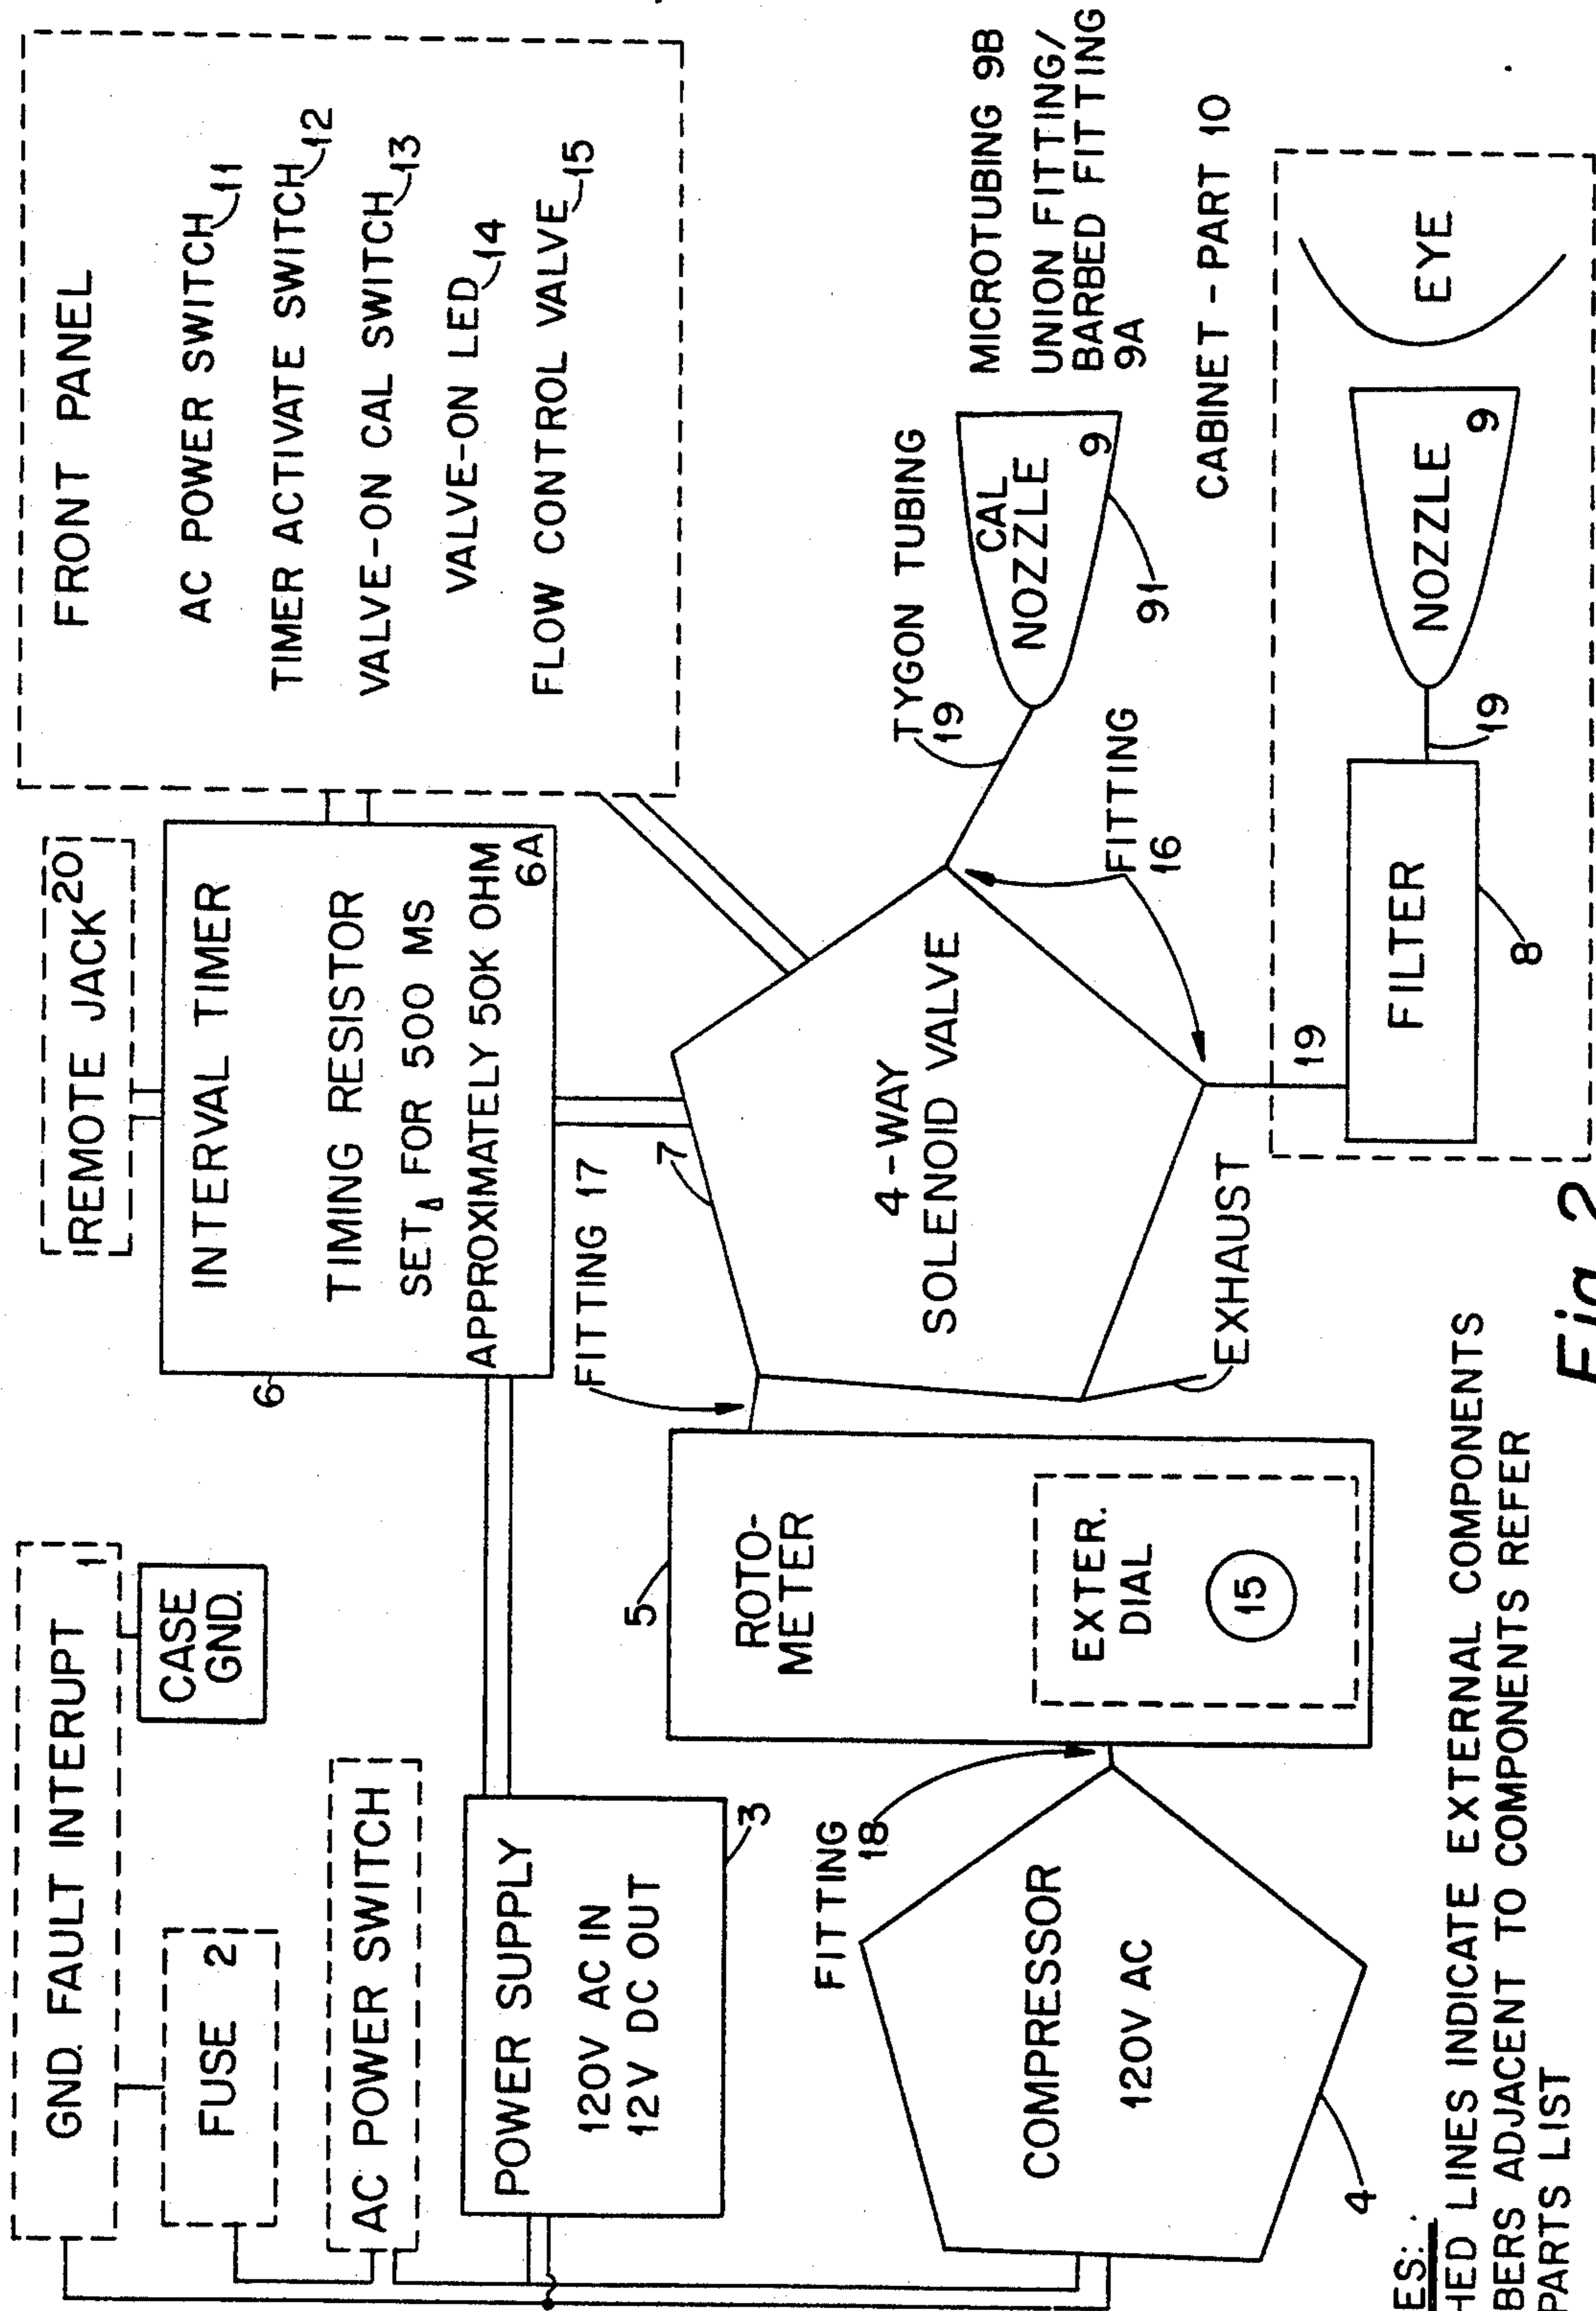 GND. FAULT INTERUPT 1
CASE
GND.
FUSE 2
AC POWER SWITCH
POWER SUPPLY
120V AC IN
12V DC OUT
3
REMOTE JACK 20
INTERVAL TIMER
TIMING RESISTOR
SET∆ FOR 500 MS
APPROXIMATELY 50K OHM
6A
6
FRONT PANEL
AC POWER SWITCH 11
TIMER ACTIVATE SWITCH 12
VALVE-ON CAL SWITCH 13
VALVE-ON LED 14
FLOW CONTROL VALVE 15
FITTING
18
COMPRESSOR
120V AC
4
5
ROTO-
METER
EXTER.
DIAL
15
FITTING 17
7
4-WAY
SOLENOID VALVE
EXHAUST
FITTING
16
TYGON TUBING
19
CAL
NOZZLE
9
91
MICROTUBING 9B
UNION FITTING/
BARBED FITTING
9A
CABINET - PART 10
19
FILTER
8
19
NOZZLE
9
EYE
ES:
HED LINES INDICATE EXTERNAL COMPONENTS
BERS ADJACENT TO COMPONENTS REFER
PARTS LIST
Fig. 2